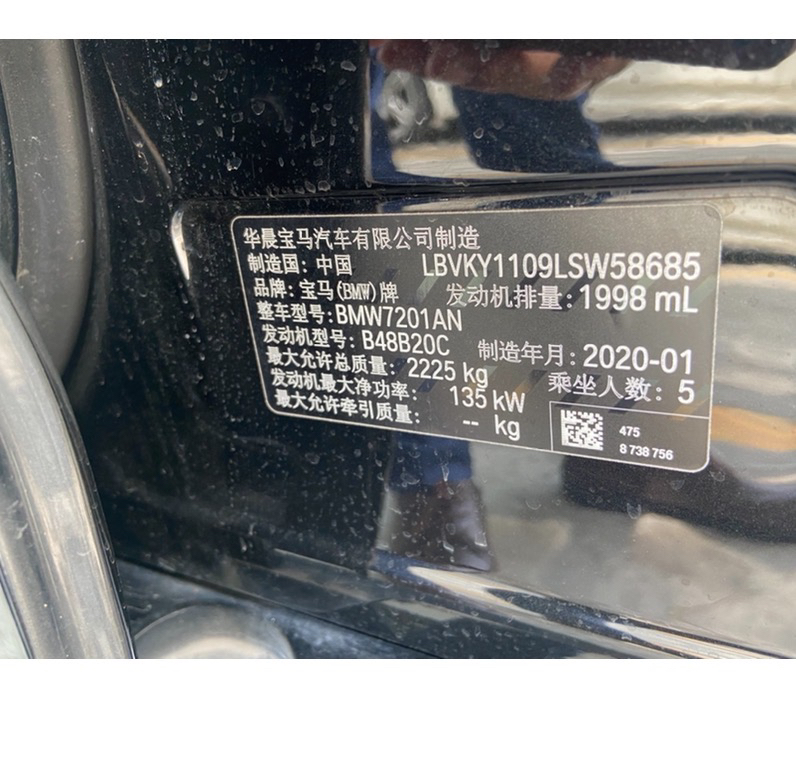 华晨宝马汽车有限公司制造
制造国: 中国 LBVKY1109LSW58685
品牌: 宝马(BMW)牌 发动机排量: 1998 mL
整车型号: BMW7201AN
发动机型号: B48B20C 制造年月: 2020-01
最大允许总质量: 2225 kg 乘坐人数: 5
发动机最大净功率: 135 kW
最大允许牵引质量: -- kg
475
8 738 756